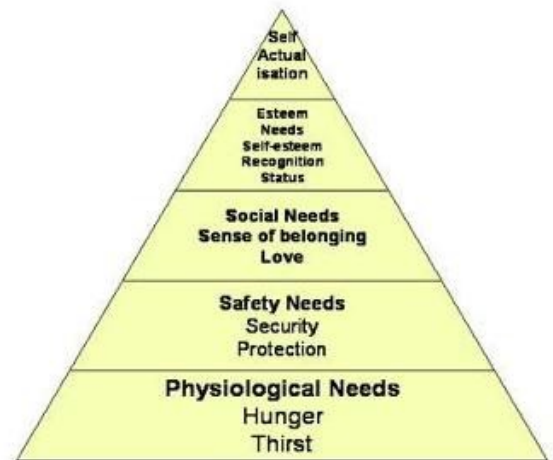 Self
Actual
isation
Esteem
Needs
Self-esteem
Recognition
Status
Social Needs
Sense of belonging
Love
Safety Needs
Security
Protection
Physiological Needs
Hunger
Thirst